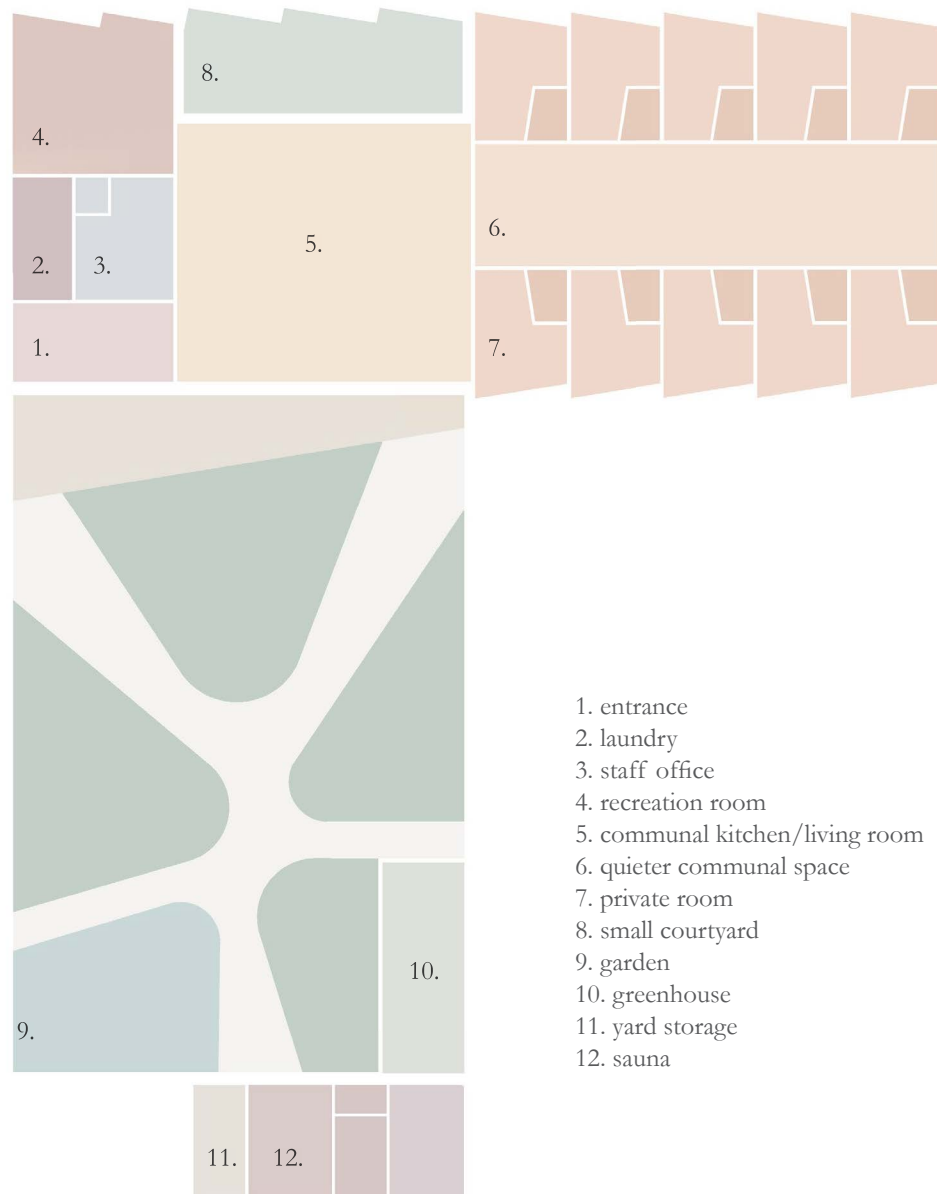 8.
4.
5.
6.
2.
3.
1.
7.
1. entrance
2. laundry
3. staff office
4. recreation room
5. communal kitchen/living room
6. quieter communal space
7. private room
8. small courtyard
9. garden
10. greenhouse
11. yard storage
12. sauna
10.
9.
11.
12.